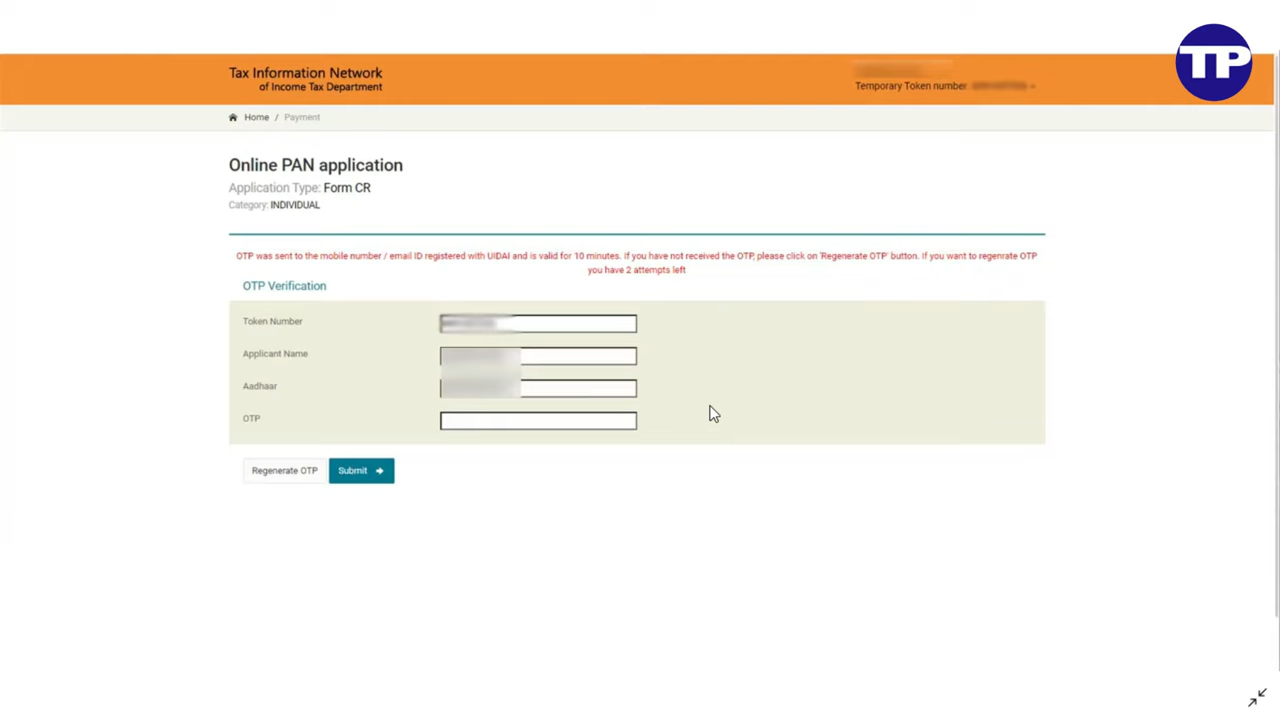 TP
Tax Information Network
of Income Tax Department
Temporary Token number
Home / Payment
Online PAN application
Application Type: Form CR
Category: INDIVIDUAL
OTP was sent to the mobile number / email ID registered with UIDAI and is valid for 10 minutes. If you have not received the OTP, please click on 'Regenerate OTP' button. If you want to regenrate OTP
you have 2 attempts left
OTP Verification
Token Number
Applicant Name
Aadhaar
OTP
Regenerate OTP
Submit